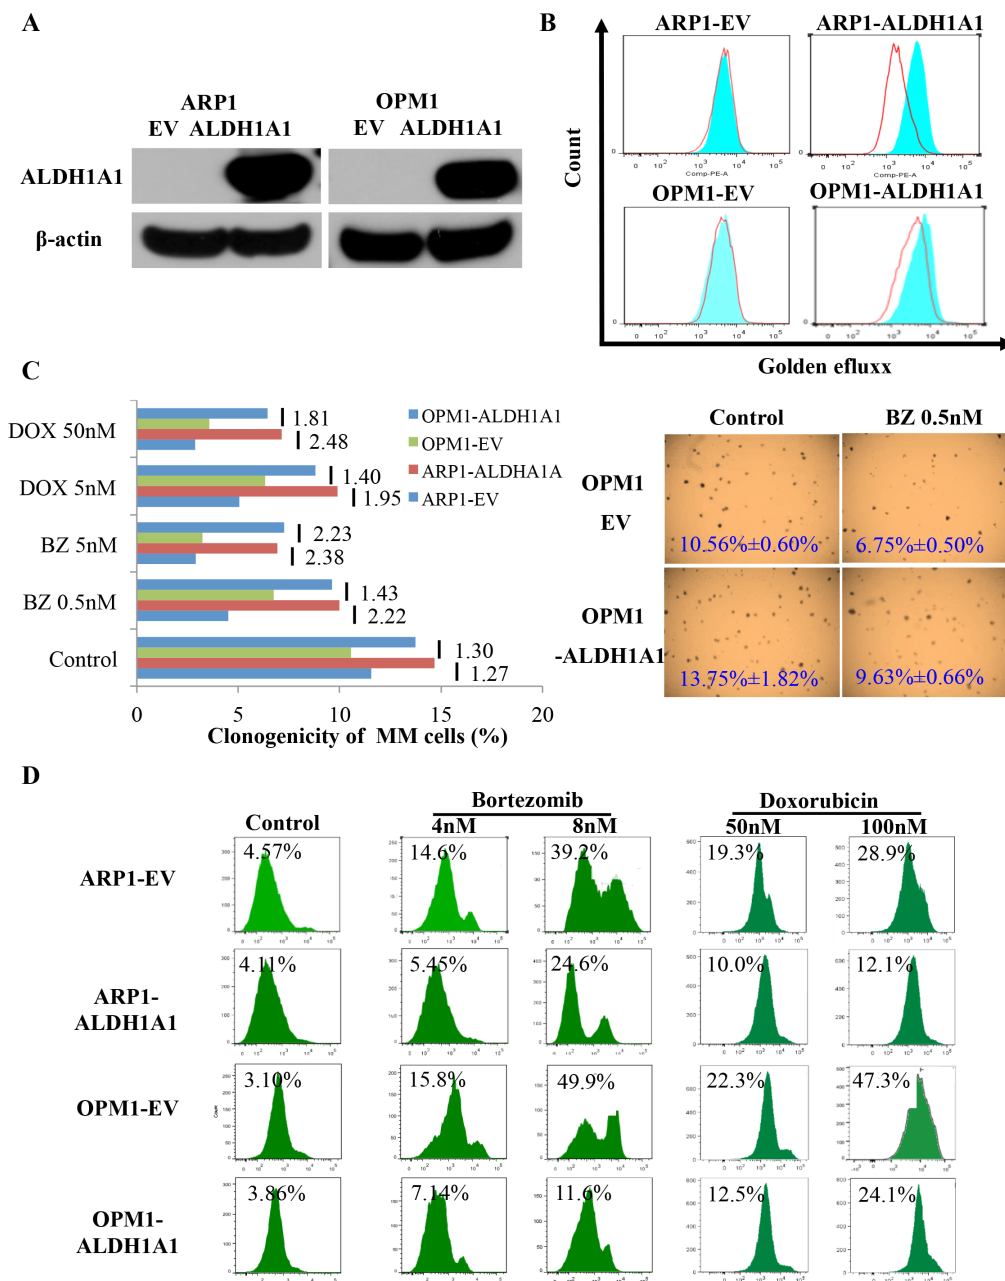 A
ARP1
EV ALDH1A1
OPM1
EV ALDH1A1
ALDH1A1
β-actin
B
ARP1-EV
ARP1-ALDH1A1
Count
Comp-PE-A
Comp-PE-A
OPM1-EV
OPM1-ALDH1A1
Golden efluxx
C
DOX 50nM
DOX 5nM
BZ 5nM
BZ 0.5nM
Control
1.81
2.48
1.40
1.95
2.23
2.38
1.43
2.22
1.30
1.27
OPM1-ALDH1A1
OPM1-EV
ARP1-ALDHA1A
ARP1-EV
0 5 10 15 20
Clonogenicity of MM cells (%)
Control
BZ 0.5nM
OPM1
EV
10.56%±0.60%
6.75%±0.50%
OPM1
-ALDH1A1
13.75%±1.82%
9.63%±0.66%
D
Bortezomib
Doxorubicin
Control 4nM 8nM 50nM 100nM
ARP1-EV
4.57% 14.6% 39.2% 19.3% 28.9%
ARP1-
ALDH1A1
4.11% 5.45% 24.6% 10.0% 12.1%
OPM1-EV
3.10% 15.8% 49.9% 22.3% 47.3%
OPM1-
ALDH1A1
3.86% 7.14% 11.6% 12.5% 24.1%